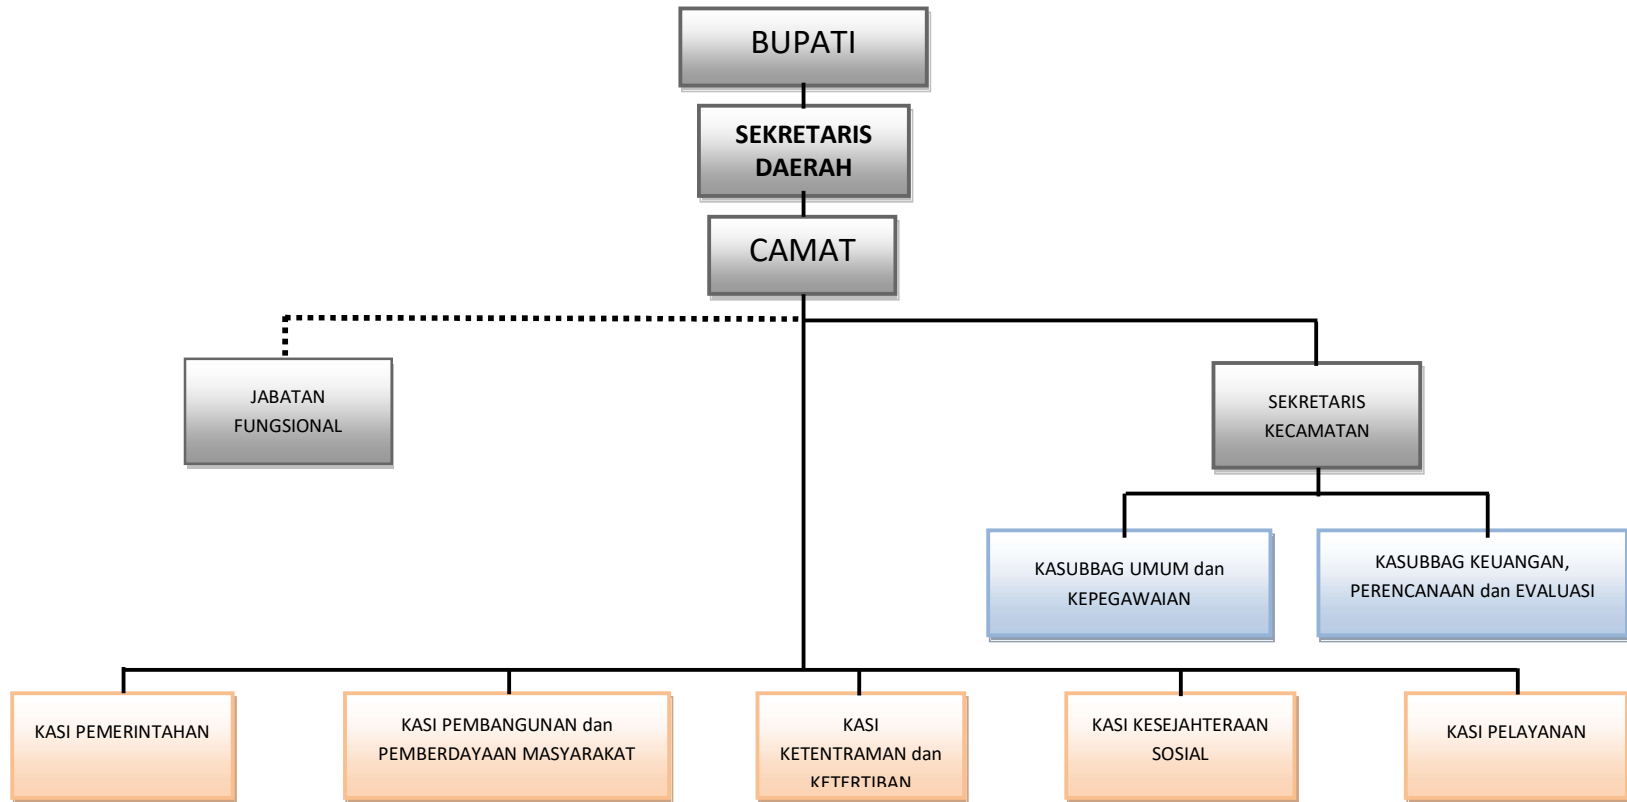 BUPATI
SEKRETARIS
DAERAH
CAMAT
JABATAN
FUNGSIONAL
SEKRETARIS
KECAMATAN
KASUBBAG UMUM dan
KEPEGAWAIAN
KASUBBAG KEUANGAN,
PERENCANAAN dan EVALUASI
KASI PEMERINTAHAN
KASI PEMBANGUNAN dan
PEMBERDAYAAN MASYARAKAT
KASI
KETENTRAMAN dan
KETERTIBAN
KASI KESEJAHTERAAN
SOSIAL
KASI PELAYANAN